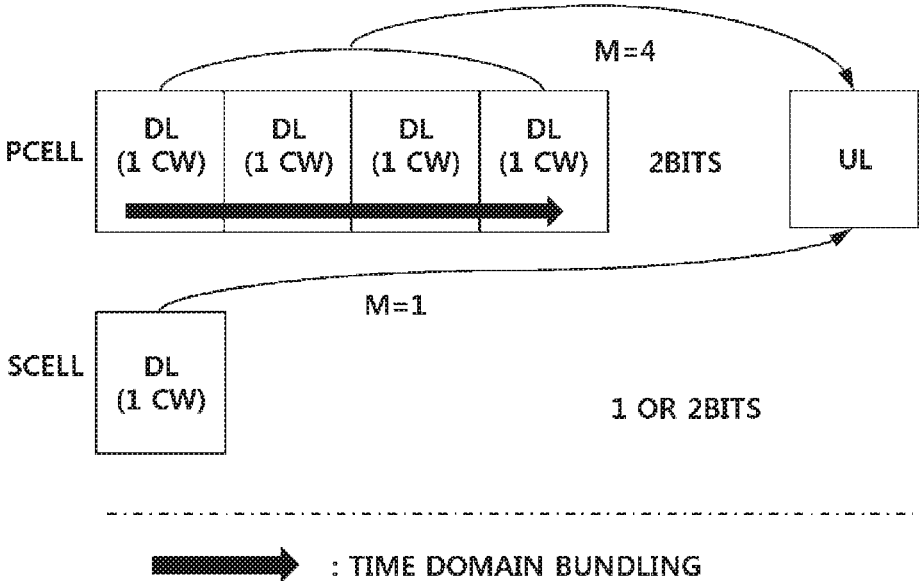 M=4
PCELL
DL
(1 CW)
DL
(1 CW)
DL
(1 CW)
DL
(1 CW)
2BITS
UL
M=1
SCELL
DL
(1 CW)
1 OR 2BITS
: TIME DOMAIN BUNDLING